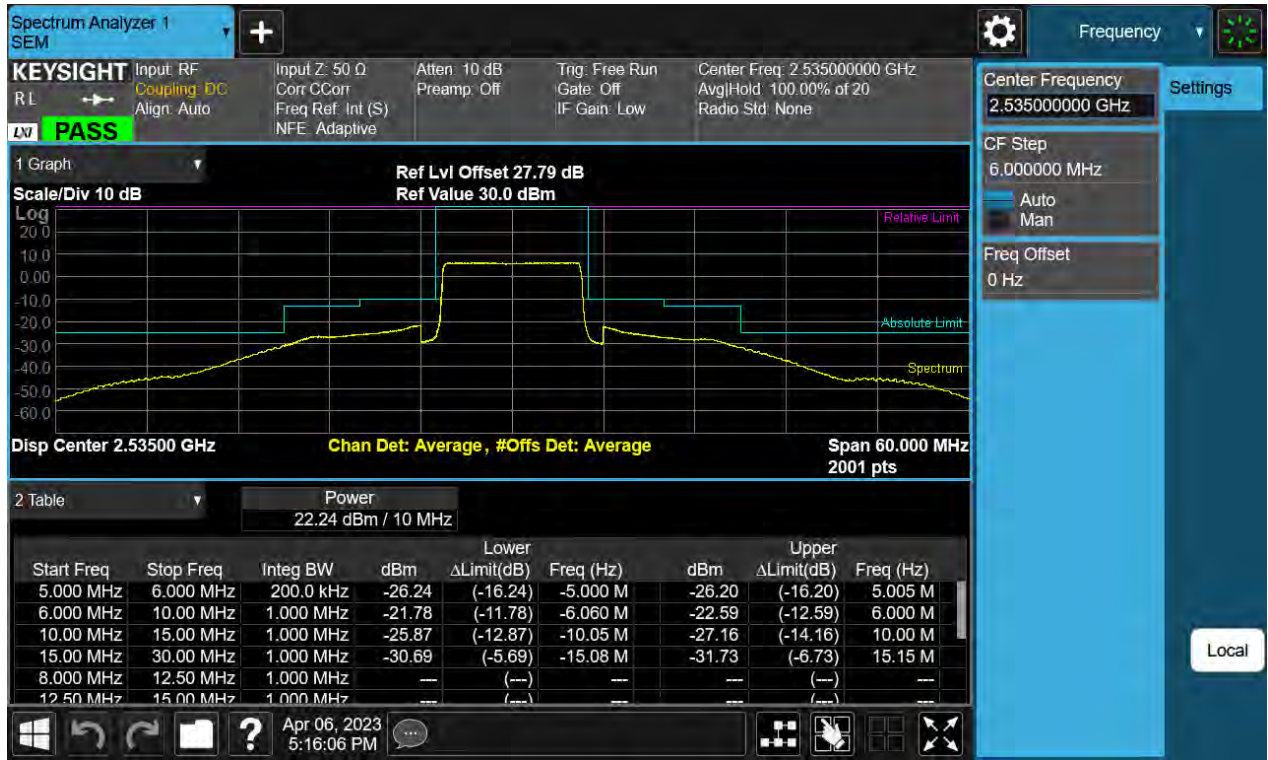 Spectrum Analyzer 1
SEM
+
Frequency
KEYSIGHT
RL
LXI PASS
Input: RF
Coupling: DC
Align: Auto
Input Z: 50 Ω
Corr CCorr
Freq Ref: Int (S)
NFE: Adaptive
Atten: 10 dB
Preamp: Off
Trig: Free Run
Gate: Off
IF Gain: Low
Center Freq: 2.535000000 GHz
Avg|Hold: 100.00% of 20
Radio Std: None
Center Frequency
2.535000000 GHz
Settings
CF Step
6.000000 MHz
Auto
Man
Freq Offset
0 Hz
1 Graph
Ref Lvl Offset 27.79 dB
Scale/Div 10 dB Ref Value 30.0 dBm
Log
Relative Limit
20.0
10.0
0.00
-10.0
-20.0
Absolute Limit
-30.0
-40.0
Spectrum
-50.0
-60.0
Disp Center 2.53500 GHz Chan Det: Average, #Offs Det: Average Span 60.000 MHz
2001 pts
2 Table Power
22.24 dBm / 10 MHz
Lower Upper
Start Freq Stop Freq Integ BW dBm ΔLimit(dB) Freq (Hz) dBm ΔLimit(dB) Freq (Hz)
5.000 MHz 6.000 MHz 200.0 kHz -26.24 (-16.24) -5.000 M -26.20 (-16.20) 5.005 M
6.000 MHz 10.00 MHz 1.000 MHz -21.78 (-11.78) -6.060 M -22.59 (-12.59) 6.000 M
10.00 MHz 15.00 MHz 1.000 MHz -25.87 (-12.87) -10.05 M -27.16 (-14.16) 10.00 M
15.00 MHz 30.00 MHz 1.000 MHz -30.69 (-5.69) -15.08 M -31.73 (-6.73) 15.15 M
8.000 MHz 12.50 MHz 1.000 MHz --- (---) --- --- (---) ---
12.50 MHz 15.00 MHz 1.000 MHz --- (---) --- --- (---) ---
Local
?
Apr 06, 2023
5:16:06 PM